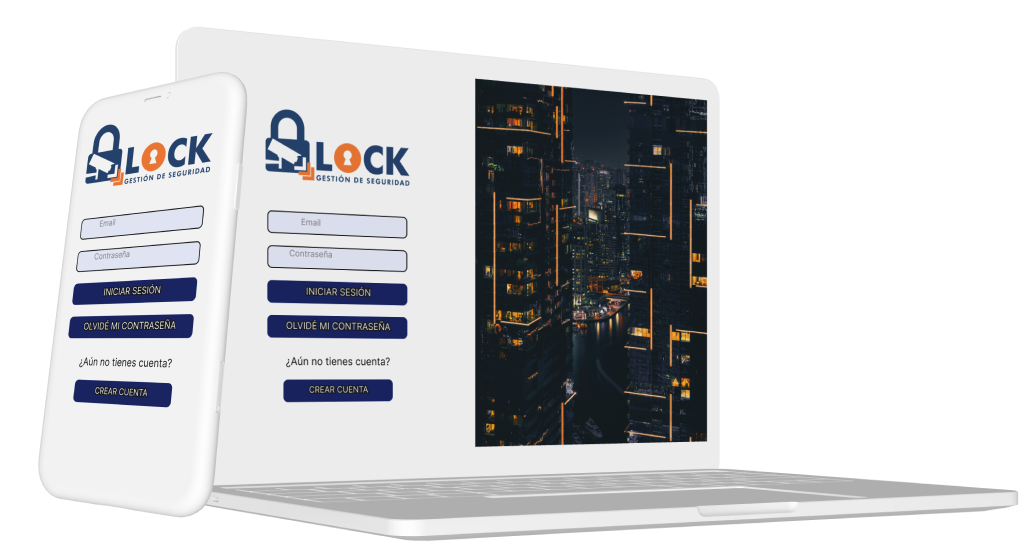 LOCK
GESTIÓN DE SEGURIDAD
Email
Contraseña
INICIAR SESIÓN
OLVIDÉ MI CONTRASEÑA
¿Aún no tienes cuenta?
CREAR CUENTA
LOCK
GESTIÓN DE SEGURIDAD
Email
Contraseña
INICIAR SESIÓN
OLVIDÉ MI CONTRASEÑA
¿Aún no tienes cuenta?
CREAR CUENTA